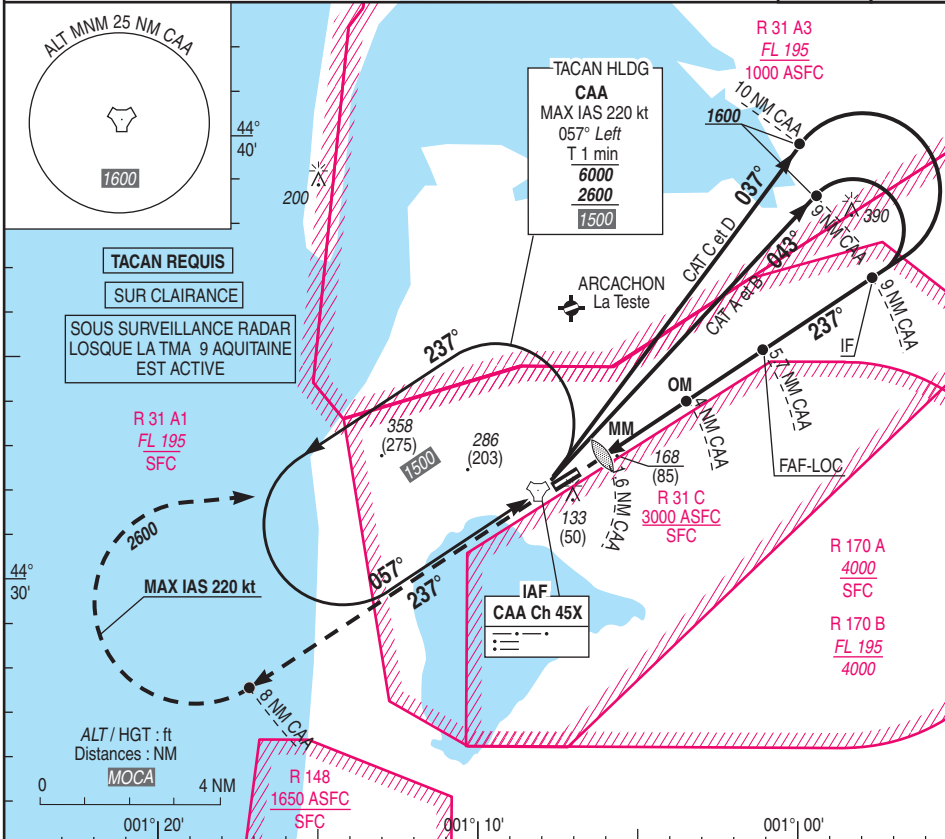 ALT MNM 25 NM CAA
1600
44°
40'
200
TACAN REQUIS
SUR CLAIRANCE
SOUS SURVEILLANCE RADAR
LOSQUE LA TMA 9 AQUITAINE
EST ACTIVE
TACAN HLDG
CAA
MAX IAS 220 kt
057° Left
T 1 min
6000
2600
1500
R 31 A3
FL 195
1000 ASFC
10 NM CAA
1600
037°
CAT C et D
9 NM CAA
390
043°
CAT A et B
ARCACHON
La Teste
237°
9 NM CAA
IF
5.7 NM CAA
FAF-LOC
OM
4 NM CAA
MM
168
(85)
133
(50)
R 31 C
3000 ASFC
SFC
237°
358
(275)
1500
286
(203)
R 31 A1
FL 195
SFC
2600
MAX IAS 220 kt
057°
237°
44°
30'
IAF
CAA Ch 45X
R 170 A
4000
SFC
R 170 B
FL 195
4000
8 NM CAA
ALT / HGT : ft
Distances : NM
MOCA
0 4 NM
R 148
1650 ASFC
SFC
001°20' 001°10' 001°00'